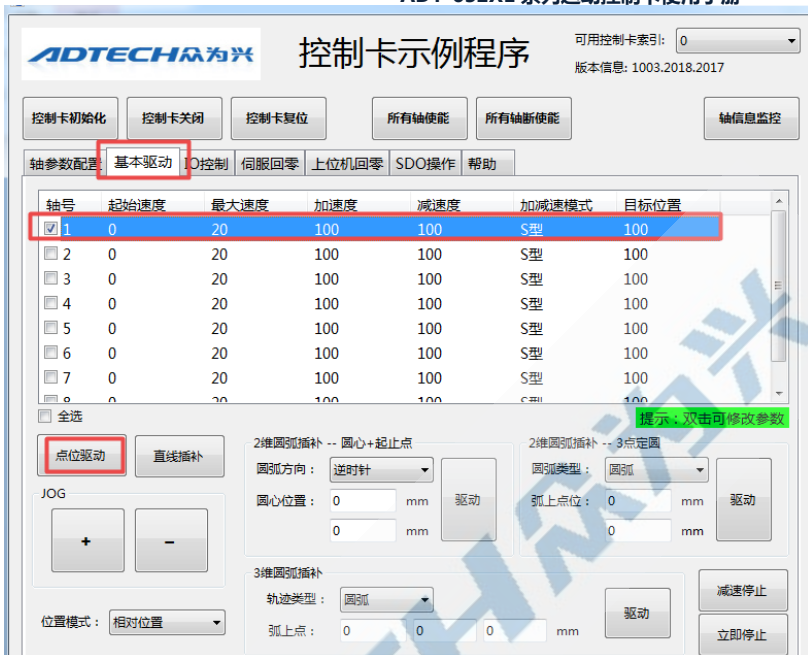 ADTECH众为兴
控制卡示例程序
可用控制卡索引: 0
版本信息: 1003.2018.2017
控制卡初始化 控制卡关闭 控制卡复位 所有轴使能 所有轴断使能 轴信息监控
轴参数配置 基本驱动 IO控制 伺服回零 上位机回零 SDO操作 帮助
轴号 起始速度 最大速度 加速度 减速度 加减速模式 目标位置
1 0 20 100 100 S型 100
2 0 20 100 100 S型 100
3 0 20 100 100 S型 100
4 0 20 100 100 S型 100
5 0 20 100 100 S型 100
6 0 20 100 100 S型 100
7 0 20 100 100 S型 100
8 0 20 100 100 S型 100
全选
提示：双击可修改参数
点位驱动 直线插补
JOG
+ -
位置模式： 相对位置
2维圆弧插补 -- 圆心+起止点
圆弧方向： 逆时针
圆心位置： 0 mm 驱动
0 mm
2维圆弧插补 -- 3点定圆
圆弧类型： 圆弧
弧上点位： 0 mm 驱动
0 mm
3维圆弧插补
轨迹类型： 圆弧
弧上点： 0 0 0 mm 驱动
减速停止
立即停止